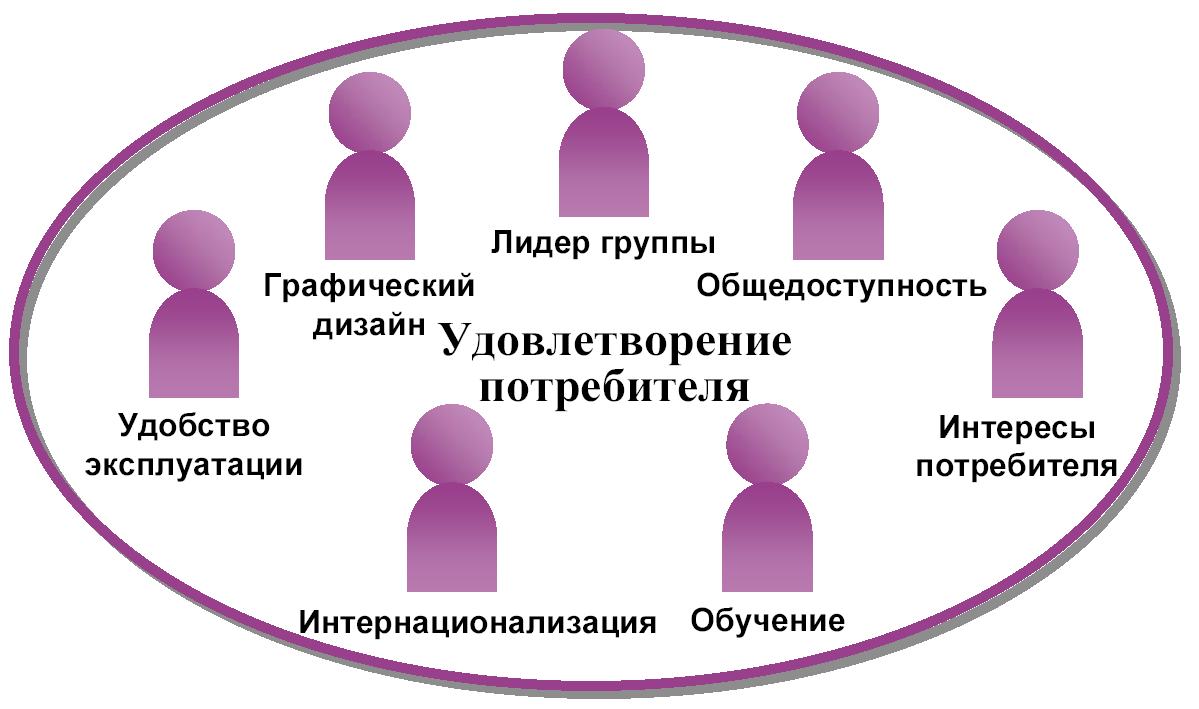 Лидер группы
Графический
дизайн
Общедоступность
Удовлетворение
потребителя
Удобство
эксплуатации
Интересы
потребителя
Интернационализация
Обучение